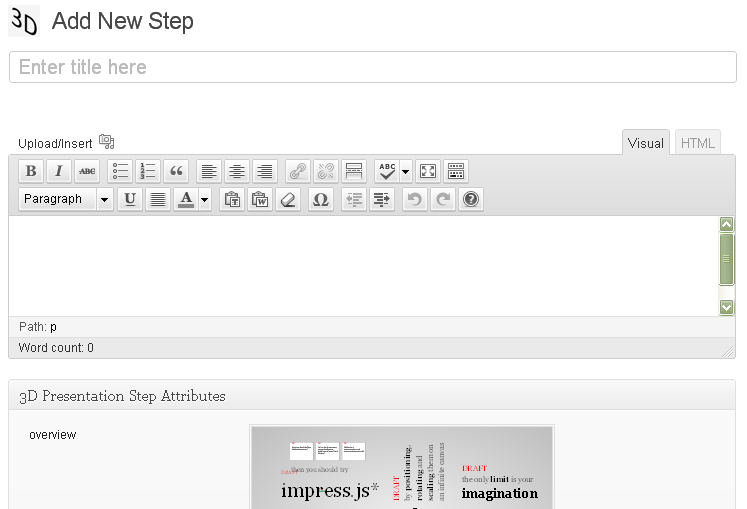 3D Add New Step
Enter title here
Upload/Insert
Visual HTML
B I ABC ABC
Paragraph U A T W Ω ?
Path: p
Word count: 0
3D Presentation Step Attributes
overview
then you should try
DRAFT
impress.js*
DRAFT
by positioning,
rotating and
scaling them on
an infinite canvas
DRAFT
the only limit is your
imagination